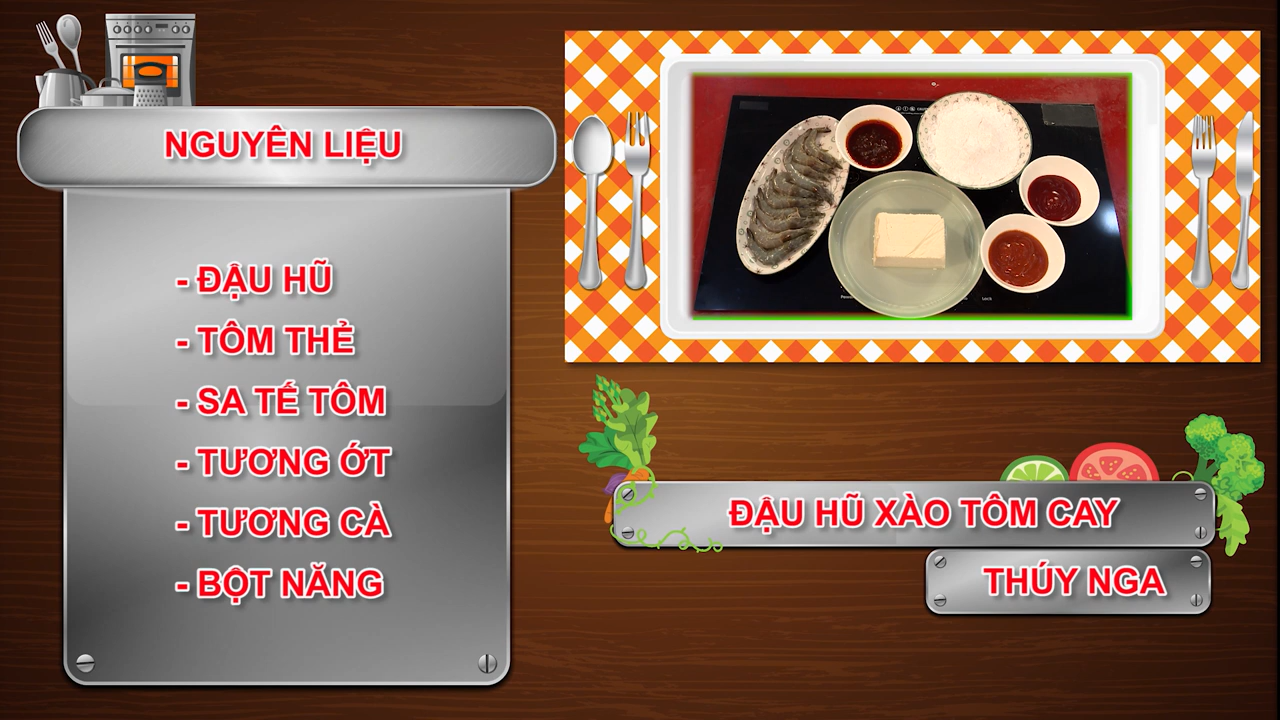 NGUYÊN LIỆU
- ĐẬU HŨ
- TÔM THẺ
- SA TẾ TÔM
- TƯƠNG ỚT
- TƯƠNG CÀ
- BỘT NĂNG
ĐẬU HŨ XÀO TÔM CAY
THÚY NGA